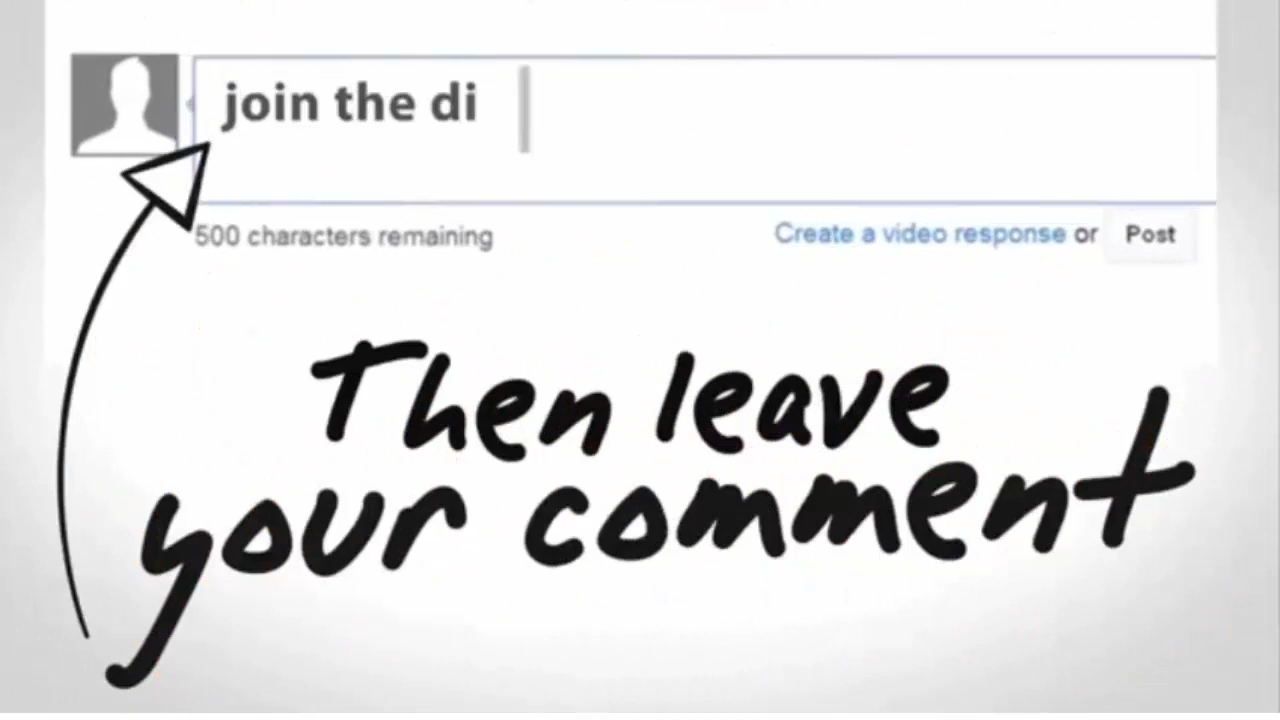 join the di
500 characters remaining
Create a video response or Post
Then leave
your comment